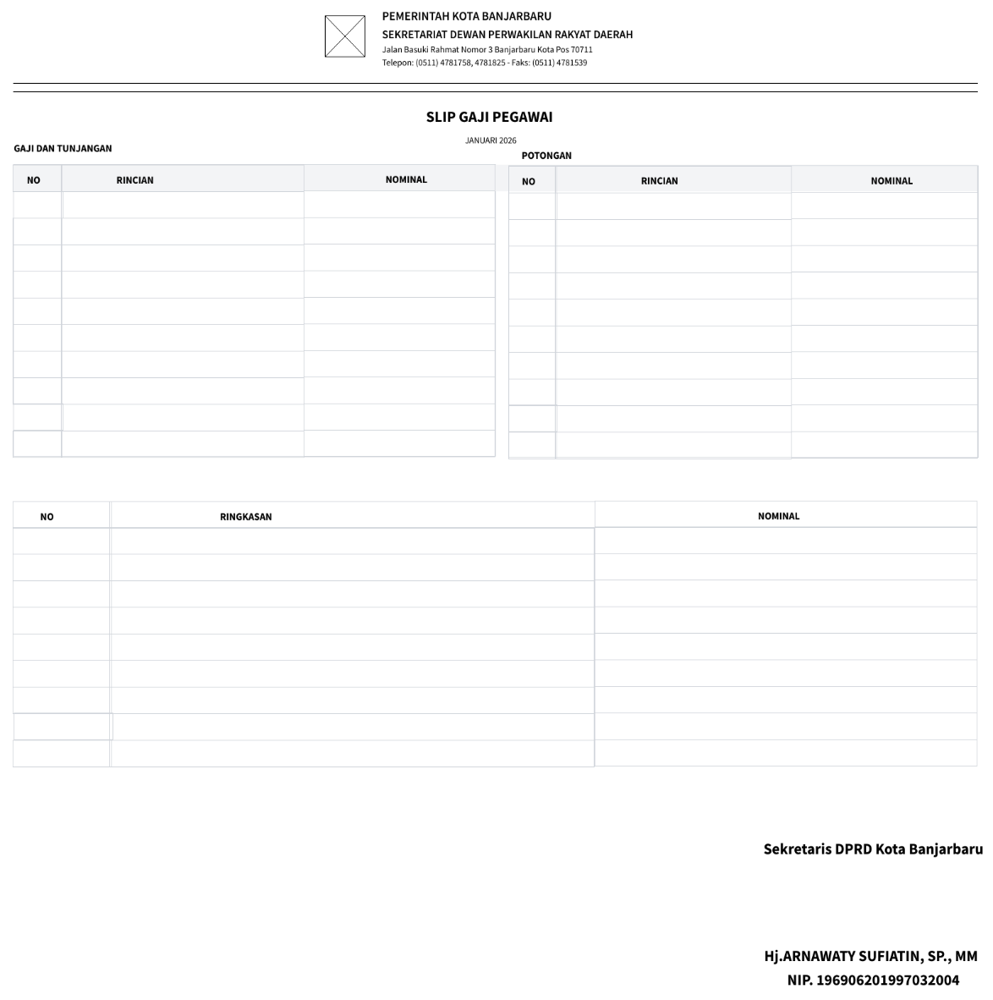 PEMERINTAH KOTA BANJARBARU
SEKRETARIAT DEWAN PERWAKILAN RAKYAT DAERAH
Jalan Basuki Rahmat Nomor 3 Banjarbaru Kota Pos 70711
Telepon: (0511) 4781758, 4781825 - Faks: (0511) 4781539
SLIP GAJI PEGAWAI
JANUARI 2026
GAJI DAN TUNJANGAN
POTONGAN
NO RINCIAN NOMINAL NO RINCIAN NOMINAL
NO RINGKASAN NOMINAL
Sekretaris DPRD Kota Banjarbaru
Hj.ARNAWATY SUFIATIN, SP., MM
NIP. 196906201997032004